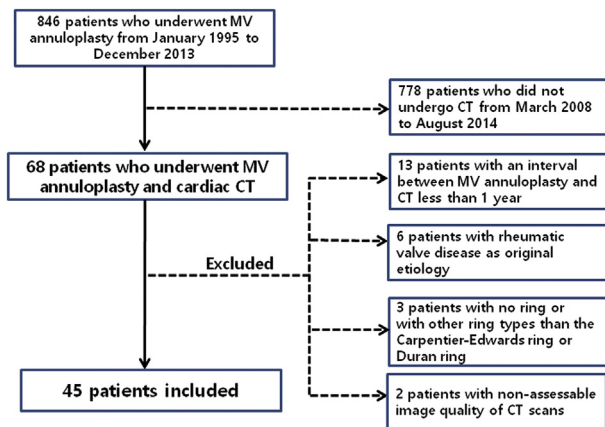 846 patients who underwent MV
annuloplasty from January 1995 to
December 2013
778 patients who did not
undergo CT from March 2008
to August 2014
68 patients who underwent MV
annuloplasty and cardiac CT
13 patients with an interval
between MV annuloplasty and
CT less than 1 year
Excluded
6 patients with rheumatic
valve disease as original
etiology
3 patients with no ring or
with other ring types than the
Carpentier-Edwards ring or
Duran ring
45 patients included
2 patients with non-assessable
image quality of CT scans